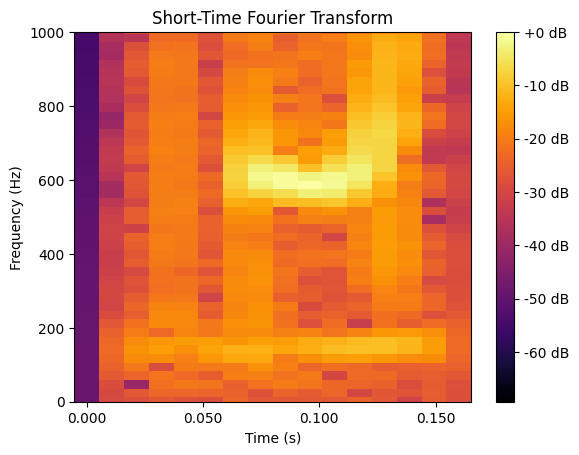 Short-Time Fourier Transform
Frequency (Hz)
1000
800
600
400
200
0
0.000
0.050
0.100
0.150
Time (s)
+0 dB
-10 dB
-20 dB
-30 dB
-40 dB
-50 dB
-60 dB